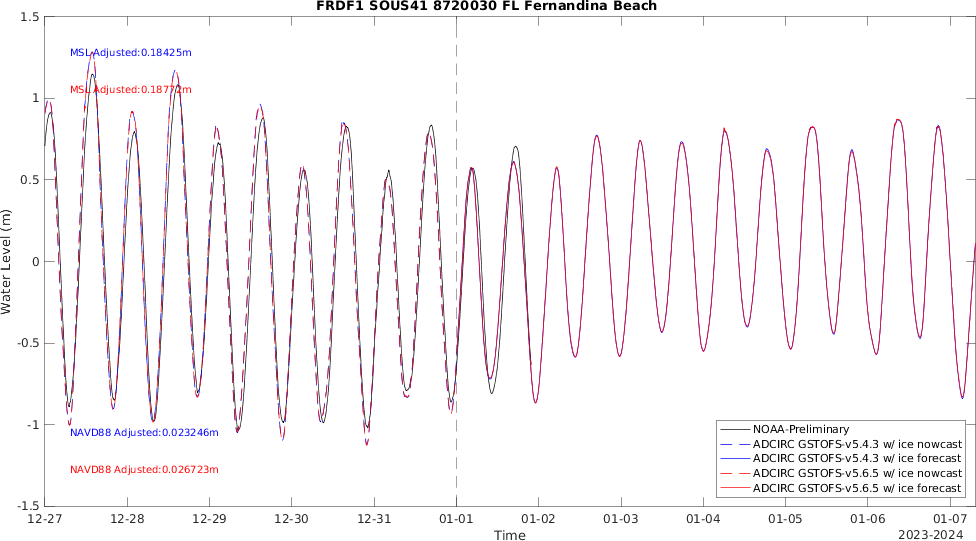 FRDF1 SOUS41 8720030 FL Fernandina Beach
1.5
MSL Adjusted:0.18425m
MSL Adjusted:0.18772m
1
0.5
0
-0.5
-1
-1.5
Water Level (m)
NAVD88 Adjusted:0.023246m
NAVD88 Adjusted:0.026723m
NOAA-Preliminary
ADCIRC GSTOFS-v5.4.3 w/ ice nowcast
ADCIRC GSTOFS-v5.4.3 w/ ice forecast
ADCIRC GSTOFS-v5.6.5 w/ ice nowcast
ADCIRC GSTOFS-v5.6.5 w/ ice forecast
12-27 12-28 12-29 12-30 12-31 01-01 01-02 01-03 01-04 01-05 01-06 01-07
Time
2023-2024